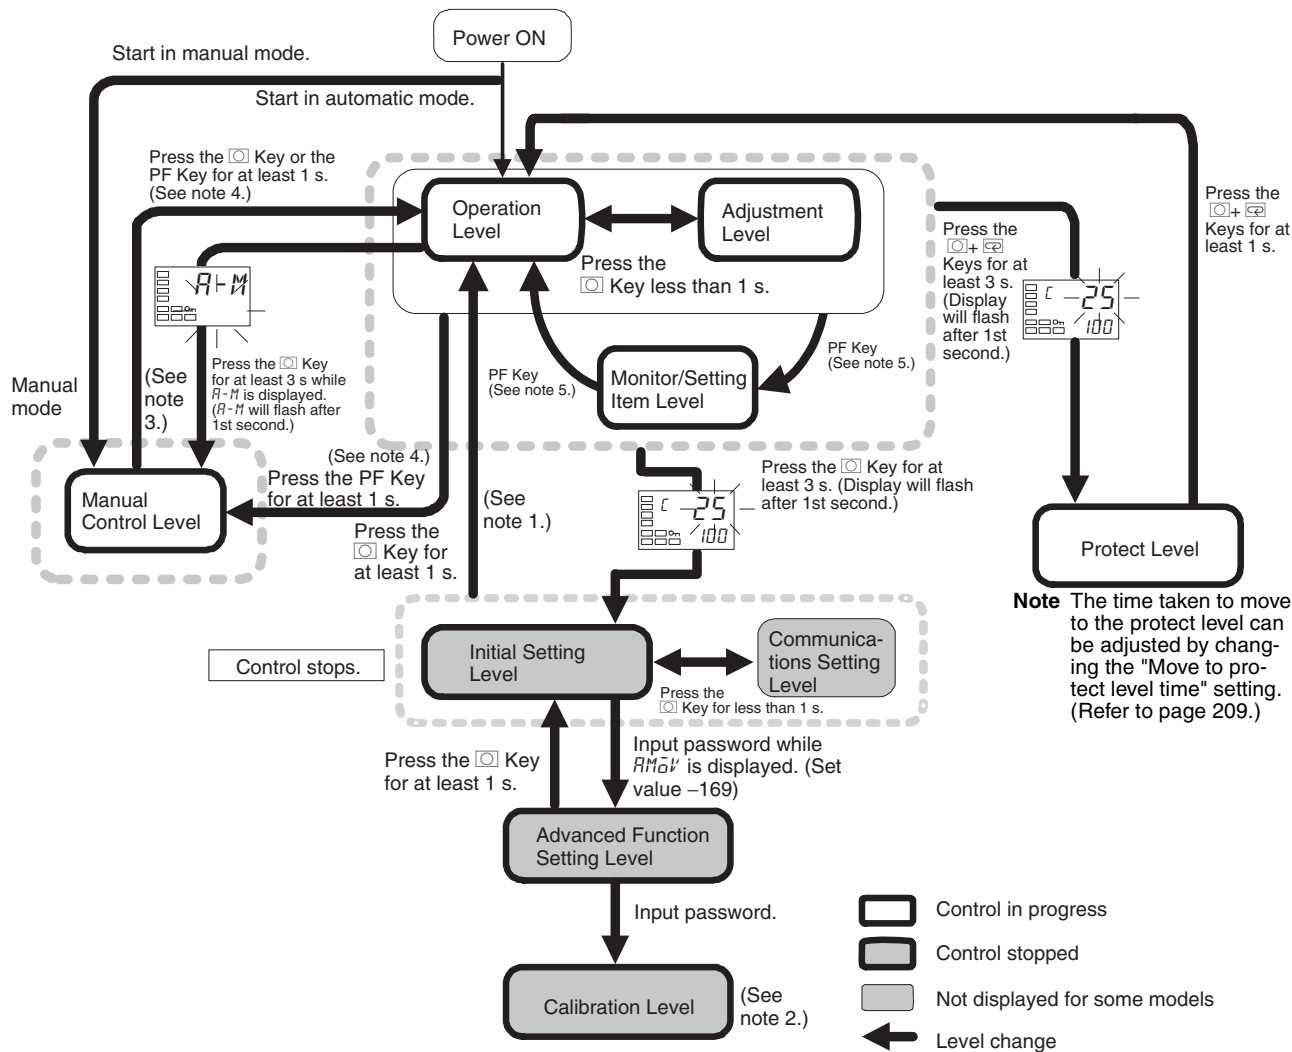 Power ON
Start in manual mode.
Start in automatic mode.
Press the Key or the
PF Key for at least 1 s.
(See note 4.)
Operation
Level
Adjustment
Level
Press the
Key less than 1 s.
Press the
+
Keys for at
least 3 s.
(Display
will flash
after 1st
second.)
C 25
100
Press the
+
Keys for at
least 1 s.
A-M
Manual
mode
(See
note
3.)
Press the Key
for at least 3 s while
A-M is displayed.
(A-M will flash after
1st second.)
PF Key
(See note 5.)
Monitor/Setting
Item Level
PF Key
(See note 5.)
Manual
Control Level
(See note 4.)
Press the PF Key
for at least 1 s.
Press the
Key for
at least 1 s.
(See
note 1.)
C 25
100
Press the Key for at
least 3 s. (Display will flash
after 1st second.)
Protect Level
Note The time taken to move
to the protect level can
be adjusted by chang-
ing the "Move to pro-
tect level time" setting.
(Refer to page 209.)
Control stops.
Initial Setting
Level
Communica-
tions Setting
Level
Press the
Key for less than 1 s.
Press the Key
for at least 1 s.
Input password while
AMoV is displayed. (Set
value −169)
Advanced Function
Setting Level
Input password.
Calibration Level
(See
note 2.)
Control in progress
Control stopped
Not displayed for some models
Level change